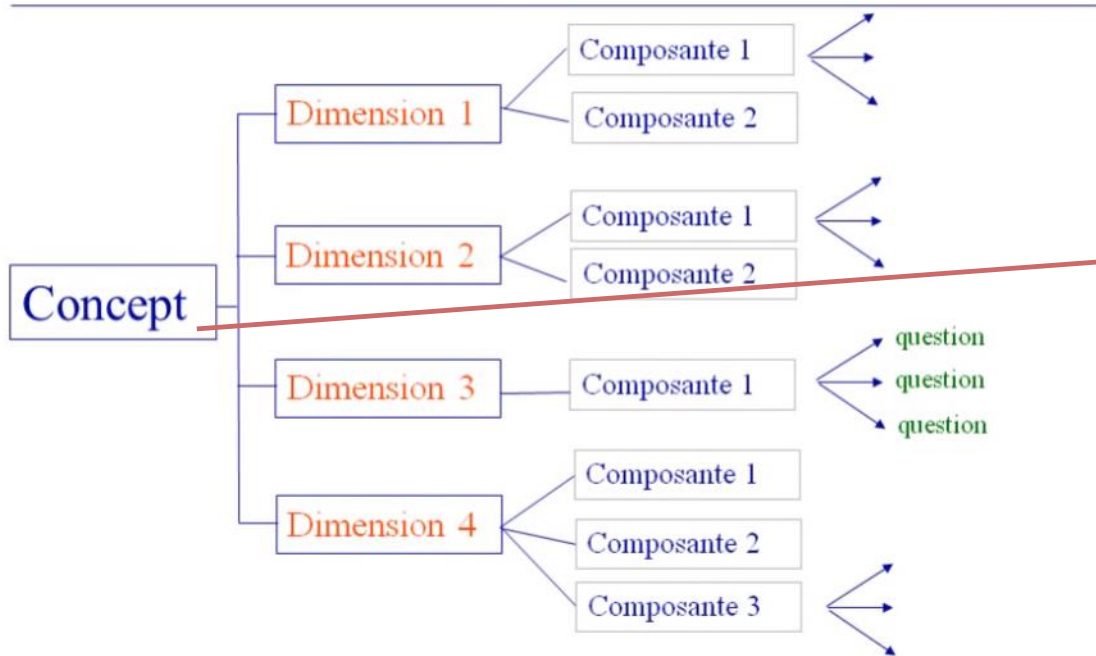 Concept
Dimension 1
Composante 1
Composante 2
Dimension 2
Composante 1
Composante 2
Dimension 3
Composante 1
question
question
question
Dimension 4
Composante 1
Composante 2
Composante 3